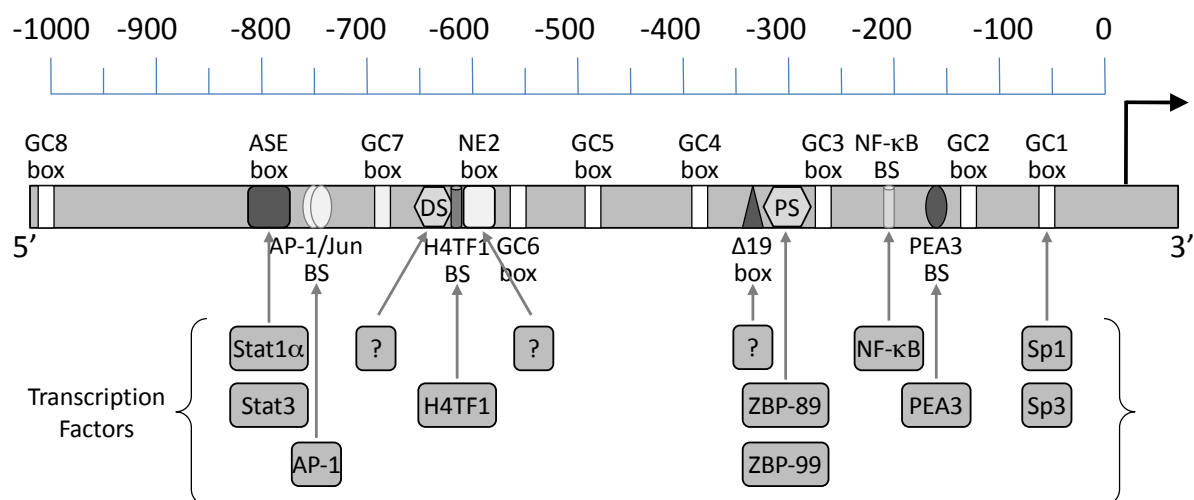 -1000 -900 -800 -700 -600 -500 -400 -300 -200 -100 0
GC8 ASE GC7 NE2 GC5 GC4 GC3 NF-κB GC2 GC1
box box box box box box box BS box box
DS PS
5’ 3’
AP-1/Jun H4TF1 GC6 Δ19 PEA3
BS BS box box BS
Stat1α ? ? ? NF-κB Sp1
Transcription
Factors
Stat3 H4TF1 ZBP-89 PEA3 Sp3
AP-1 ZBP-99